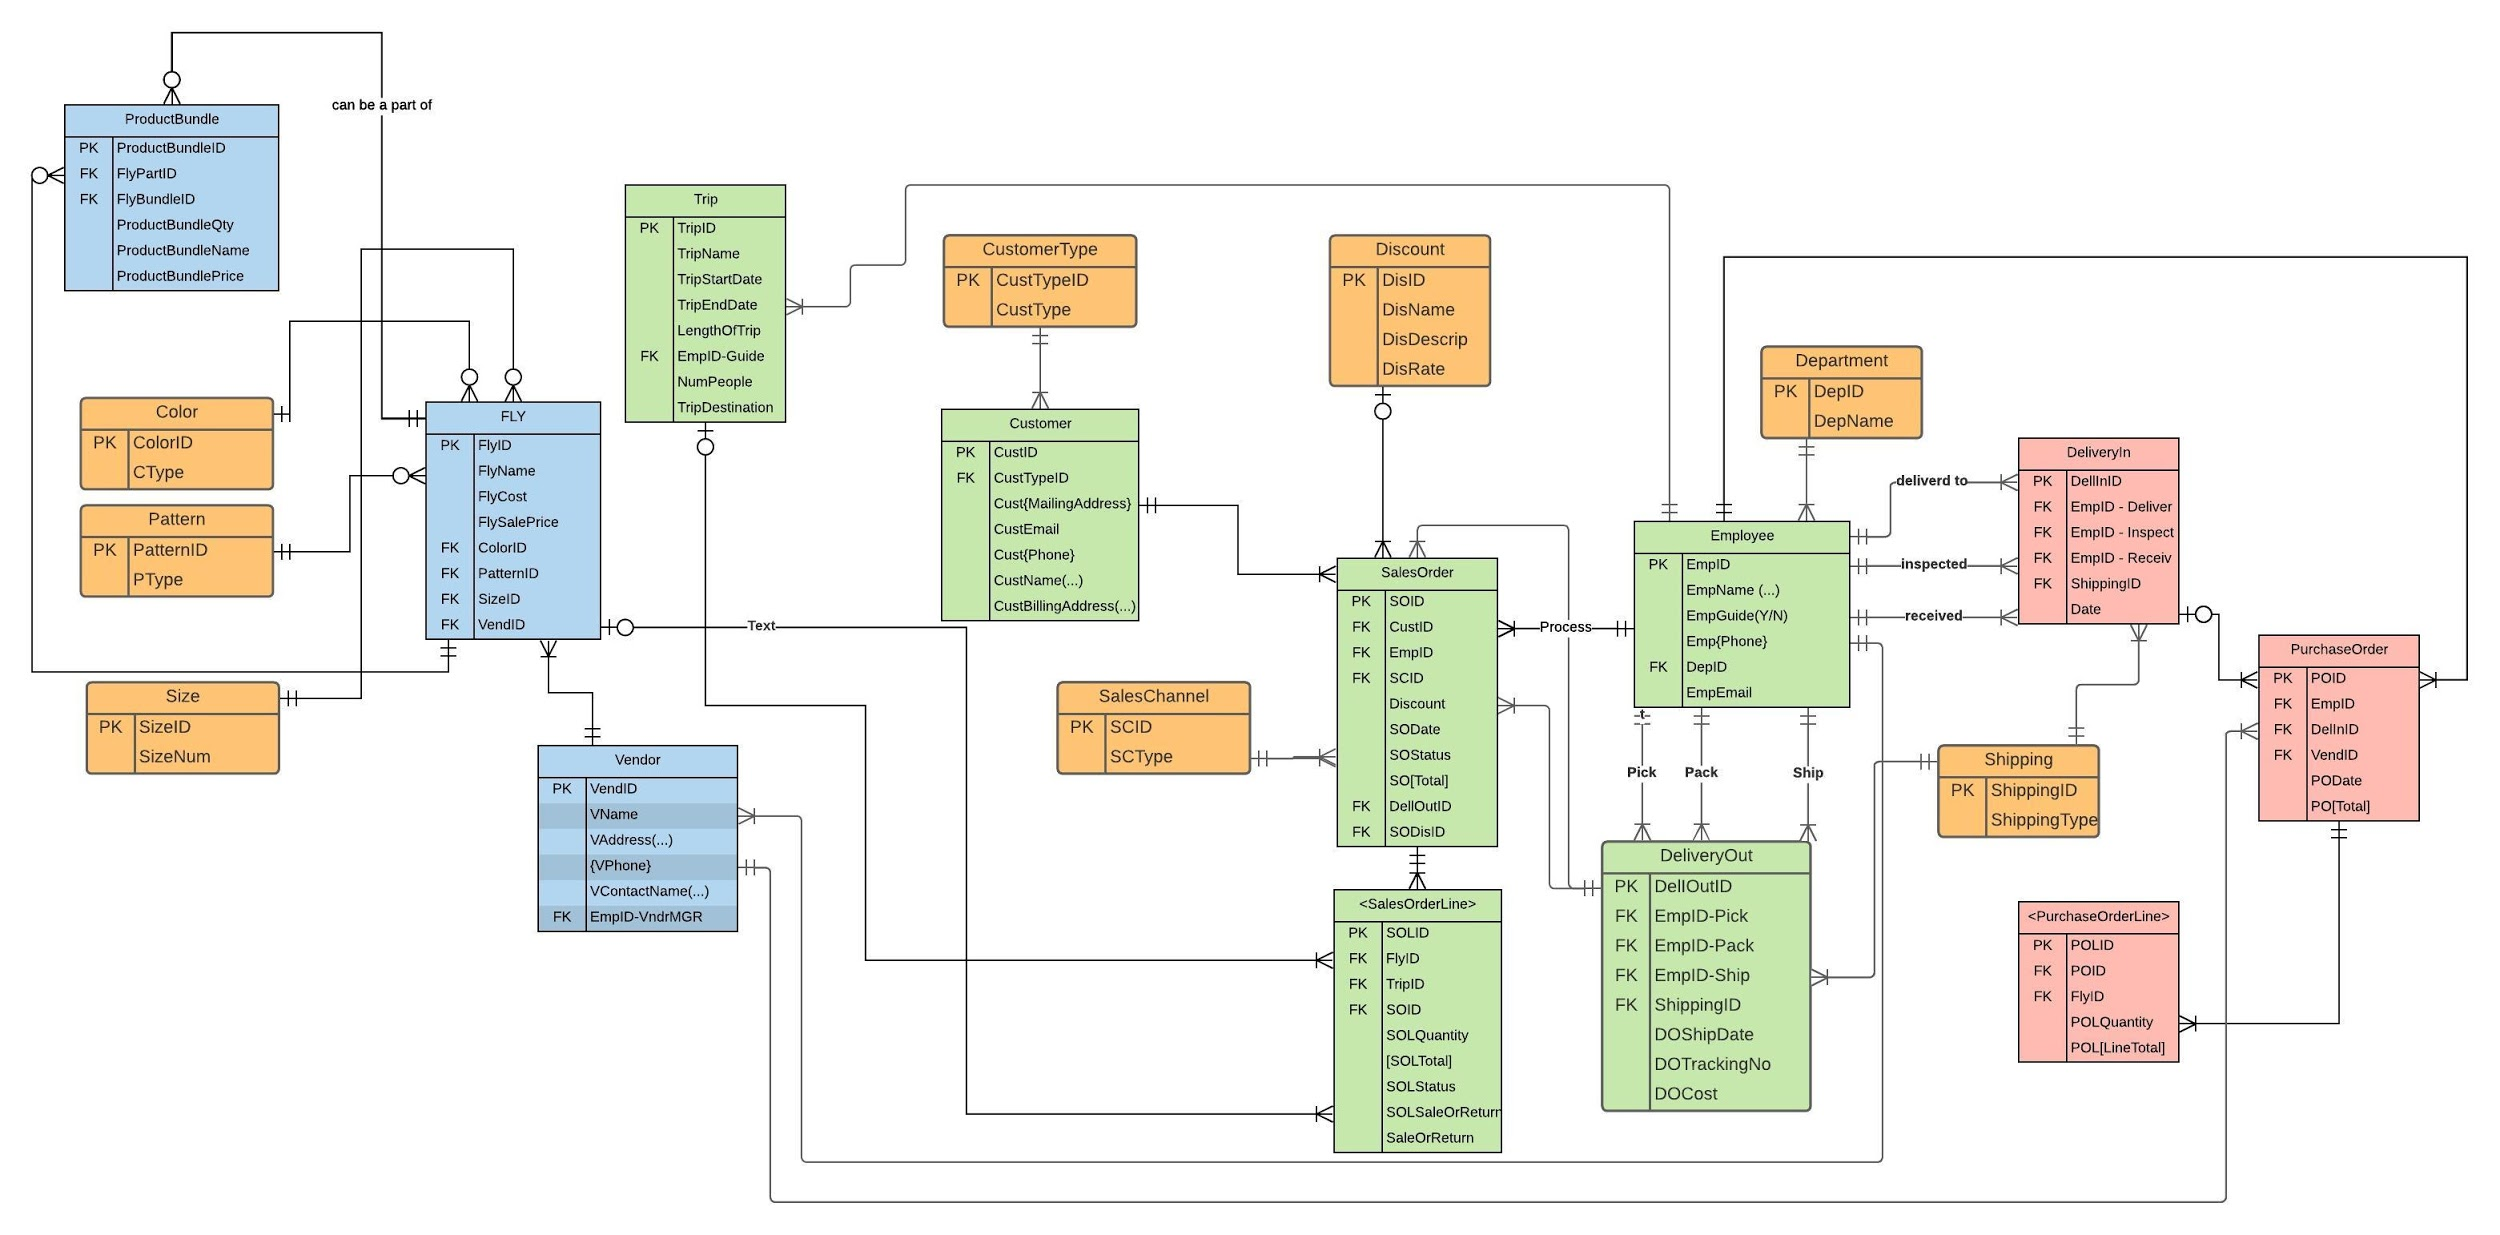 can be a part of
ProductBundle
PK ProductBundleID
FK FlyPartID
FK FlyBundleID
ProductBundleQty
ProductBundleName
ProductBundlePrice
Trip
PK TripID
TripName
TripStartDate
TripEndDate
LengthOfTrip
FK EmpID-Guide
NumPeople
TripDestination
CustomerType
PK CustTypeID
CustType
Discount
PK DisID
DisName
DisDescrip
DisRate
Department
PK DepID
DepName
Color
PK ColorID
CType
Pattern
PK PatternID
PType
Size
PK SizeID
SizeNum
FLY
PK FlyID
FlyName
FlyCost
FlySalePrice
FK ColorID
FK PatternID
FK SizeID
FK VendID
Text
Customer
PK CustID
FK CustTypeID
Cust{MailingAddress}
CustEmail
Cust{Phone}
CustName(...)
CustBillingAddress(...)
SalesOrder
PK SOID
FK CustID
FK EmpID
FK SCID
Discount
SODate
SOStatus
SO[Total]
FK DellOutID
FK SODisID
Process
Employee
PK EmpID
EmpName (...)
EmpGuide(Y/N)
Emp{Phone}
FK DepID
EmpEmail
deliverd to
inspected
received
DeliveryIn
PK DellInID
FK EmpID - Deliver
FK EmpID - Inspect
FK EmpID - Receiv
FK ShippingID
Date
PurchaseOrder
PK POID
FK EmpID
FK DelInID
FK VendID
PODate
PO[Total]
SalesChannel
PK SCID
SCType
t
Pick
Pack
Ship
Shipping
PK ShippingID
ShippingType
Vendor
PK VendID
VName
VAddress(...)
{VPhone}
VContactName(...)
FK EmpID-VndrMGR
<SalesOrderLine>
PK SOLID
FK FlyID
FK TripID
FK SOID
SOLQuantity
[SOLTotal]
SOLStatus
SOLSaleOrReturn
SaleOrReturn
DeliveryOut
PK DellOutID
FK EmpID-Pick
FK EmpID-Pack
FK EmpID-Ship
FK ShippingID
DOShipDate
DOTrackingNo
DOCost
<PurchaseOrderLine>
PK POLID
FK POID
FK FlyID
POLQuantity
POL[LineTotal]